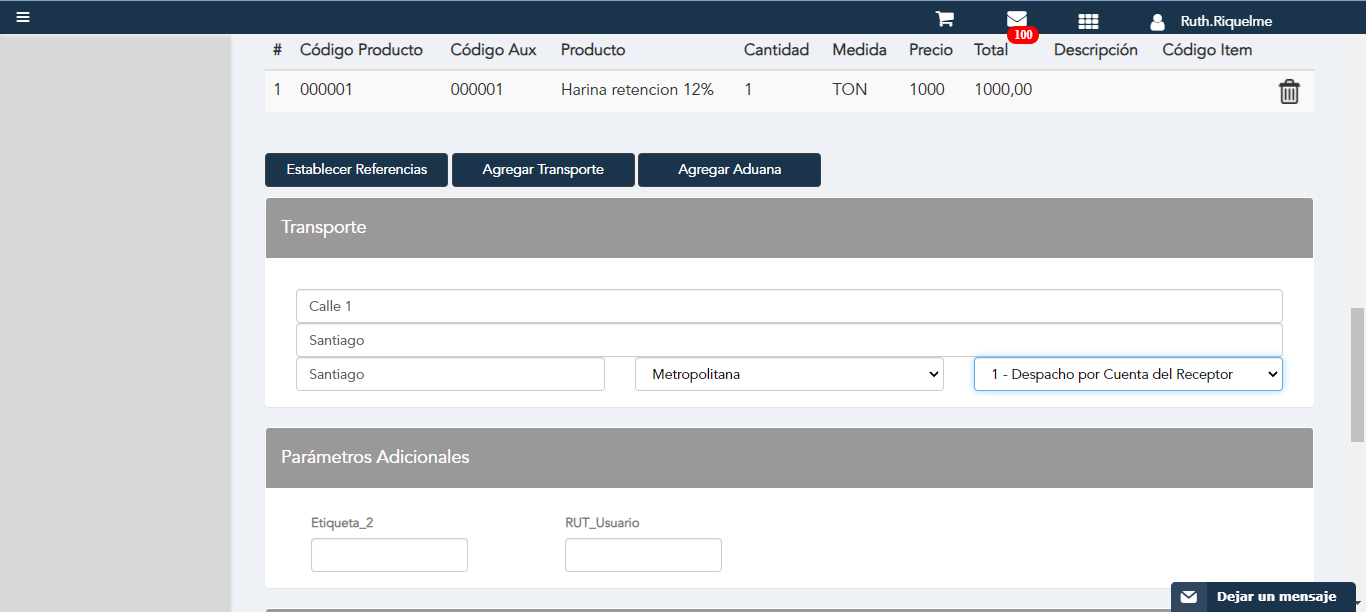 Ruth.Riquelme
100
# Código Producto Código Aux Producto Cantidad Medida Precio Total Descripción Código Item
1 000001 000001 Harina retencion 12% 1 TON 1000 1000,00
Establecer Referencias Agregar Transporte Agregar Aduana
Transporte
Calle 1
Santiago
Santiago Metropolitana 1 - Despacho por Cuenta del Receptor
Parámetros Adicionales
Etiqueta_2 RUT_Usuario
Dejar un mensaje